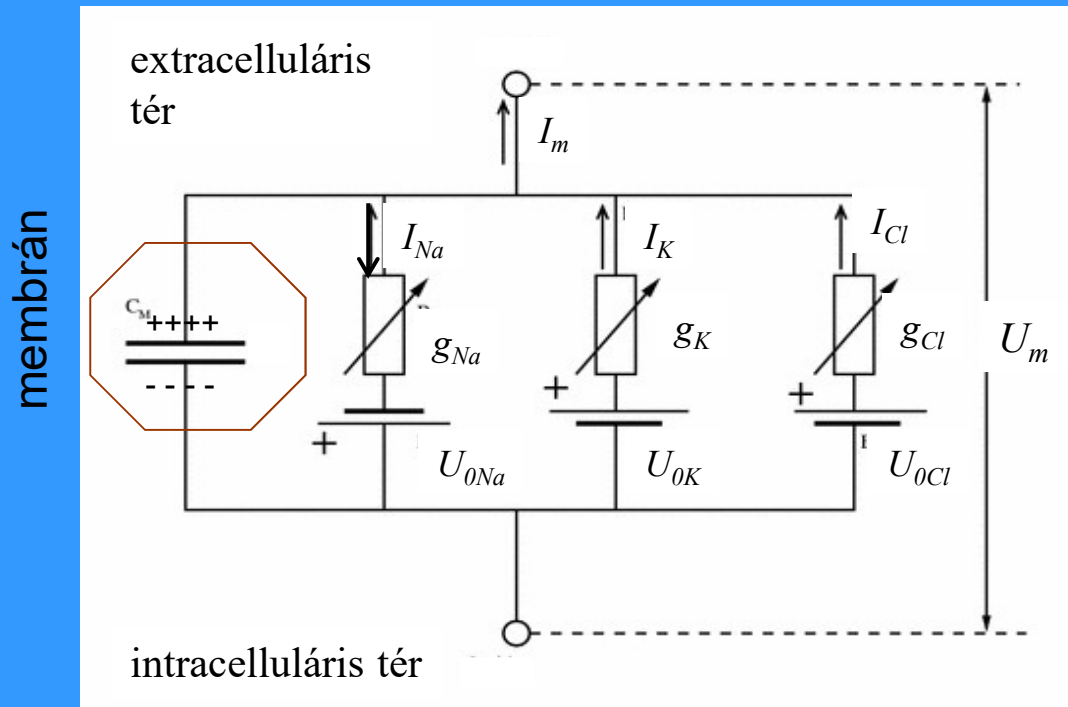 extracelluláris
tér
I_m
I_Na
I_K
I_Cl
membrán
C_M
++++
- - - -
g_Na
g_K
g_Cl
U_m
+
+
+
U_0Na
U_0K
U_0Cl
intracelluláris tér